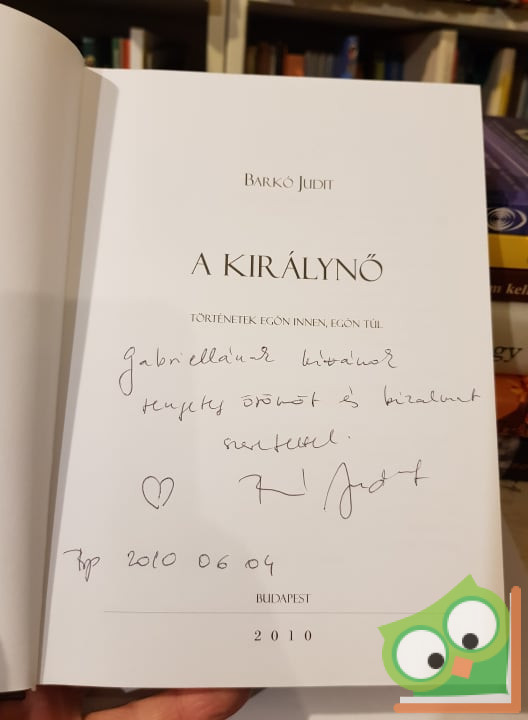 BARKÓ JUDIT
A KIRÁLYNŐ
TÖRTÉNETEK EGÓN INNEN, EGÓN TÚL
Gabriellának kívánok
rengeteg örömöt és bizalmat
szeretettel.
Judit
Bp 2010 06 04
BUDAPEST
2010